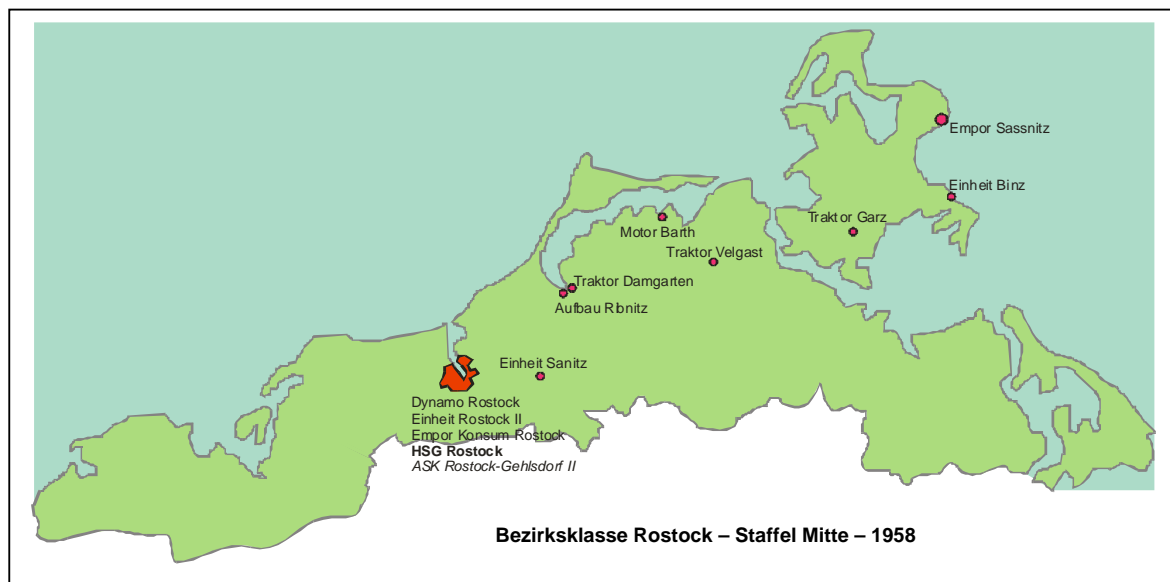 Empor Sassnitz
Einheit Binz
Traktor Garz
Motor Barth
Traktor Velgast
Traktor Damgarten
Aufbau Ribnitz
Einheit Sanitz
Dynamo Rostock
Einheit Rostock II
Empor Konsum Rostock
HSG Rostock
ASK Rostock-Gehlsdorf II
Bezirksklasse Rostock – Staffel Mitte – 1958